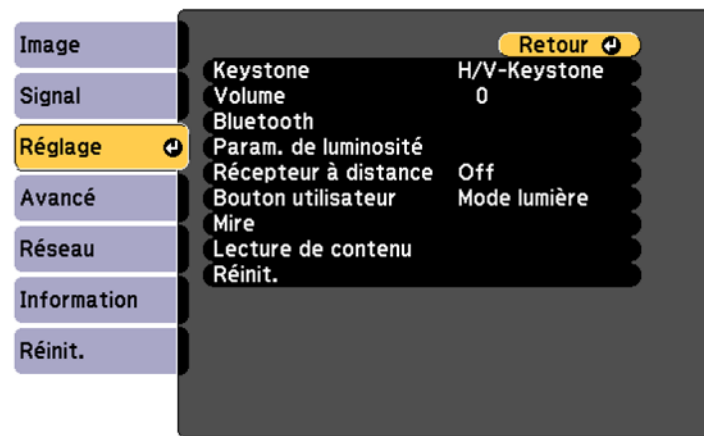 Image
Signal
Réglage
Avancé
Réseau
Information
Réinit.
Retour
Keystone H/V-Keystone
Volume 0
Bluetooth
Param. de luminosité
Récepteur à distance Off
Bouton utilisateur Mode lumière
Mire
Lecture de contenu
Réinit.